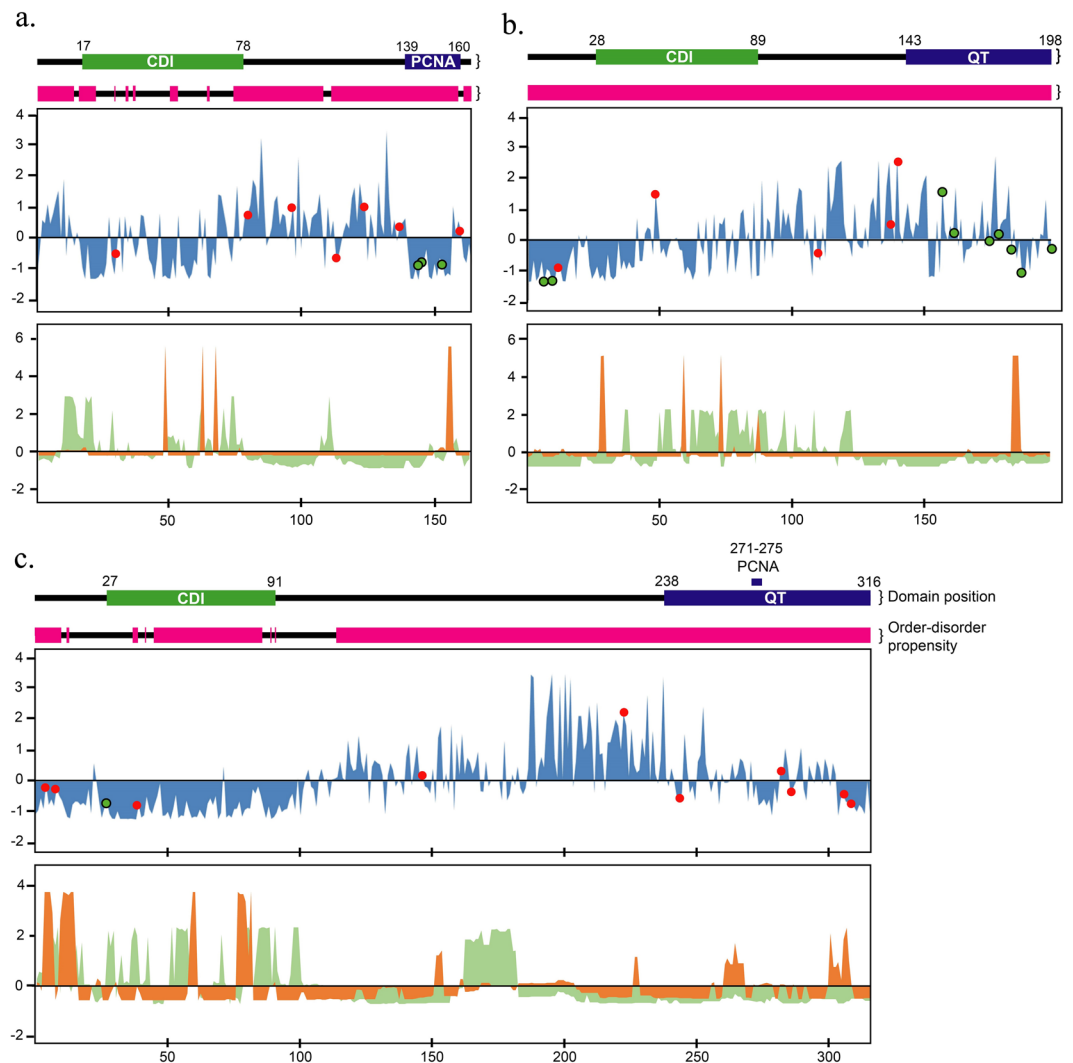 a.
17 78 139 160
CDI PCNA }
}
4
3
2
1
0
-1
-2
6
4
2
0
-2
50 100 150
b.
28 89 143 198
CDI QT }
}
4
3
2
1
0
-1
-2
6
4
2
0
-2
50 100 150
c.
271-275
PCNA
27 91 238 316
CDI QT } Domain position
} Order-disorder
propensity
4
3
2
1
0
-1
-2
4
2
0
-2
50 100 150 200 250 300